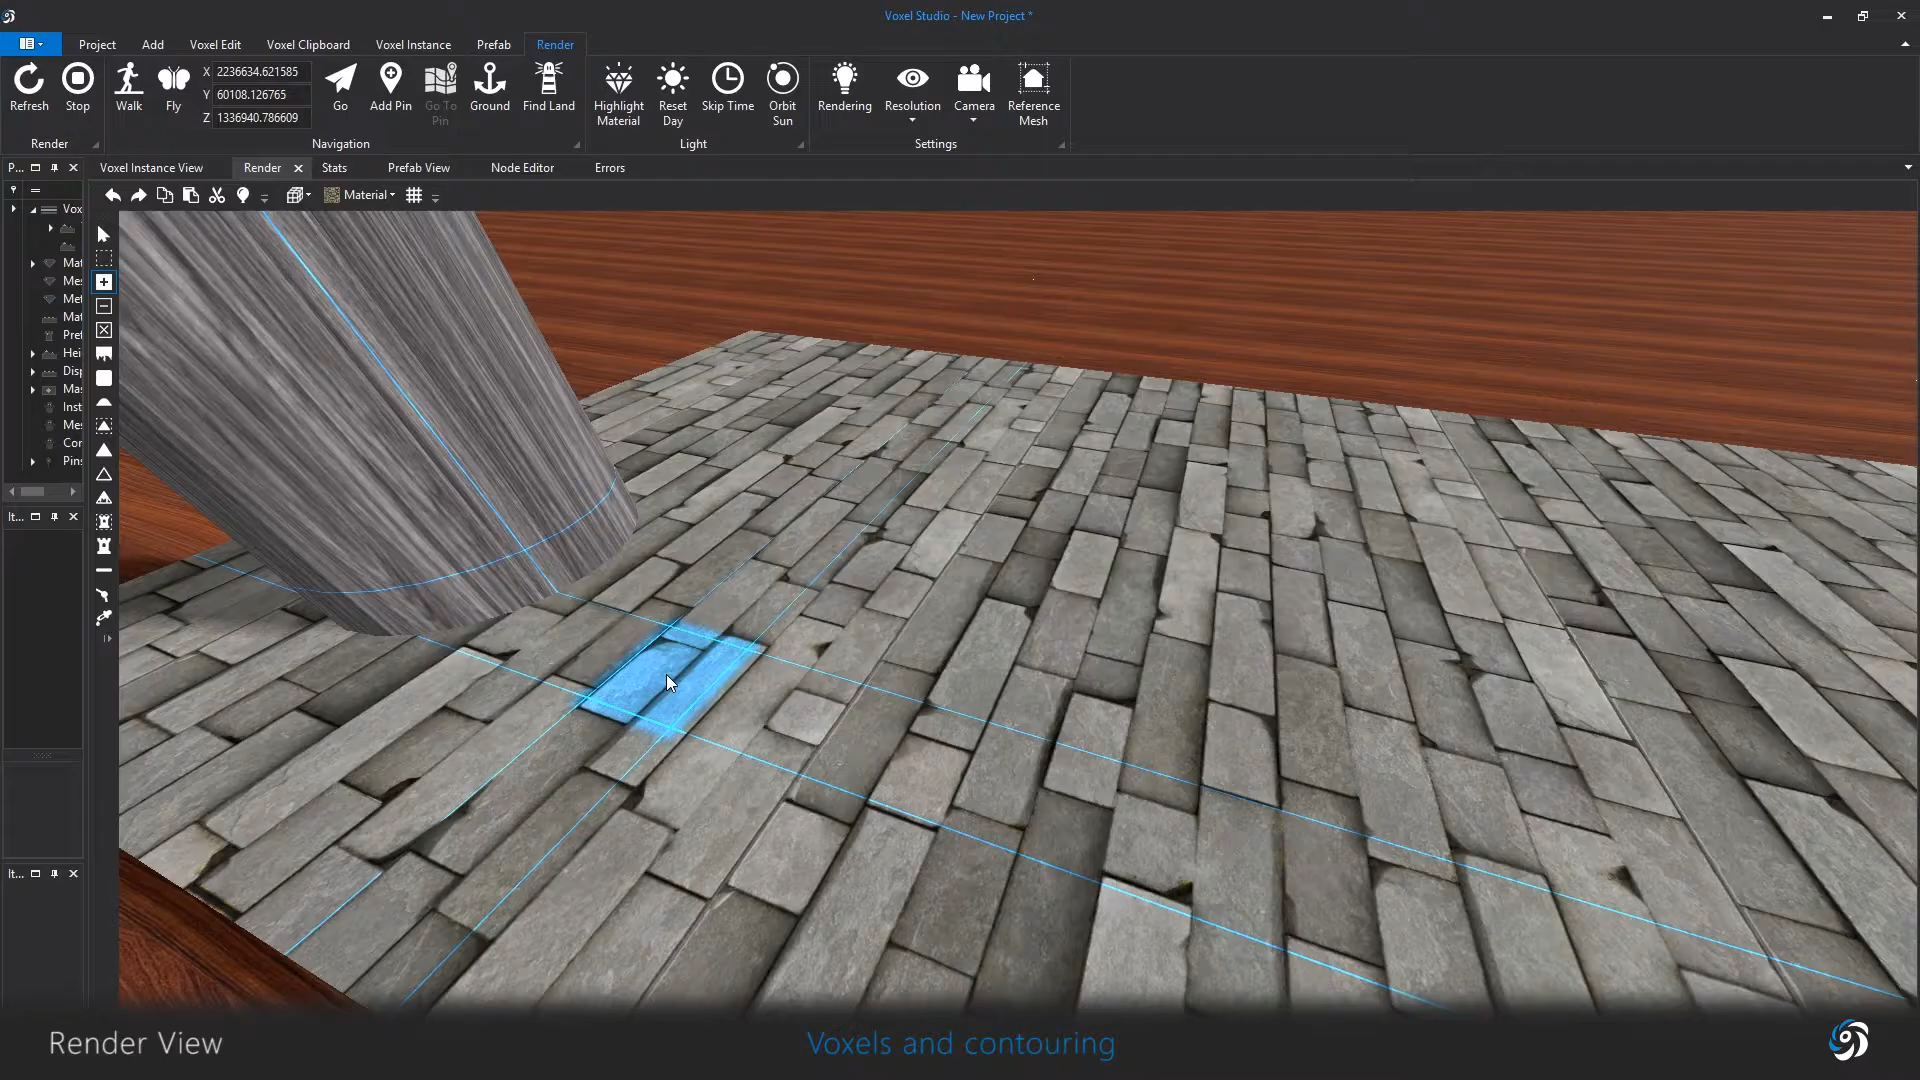 Voxel Studio - New Project *
Project Add Voxel Edit Voxel Clipboard Voxel Instance Prefab Render
X 2236634.621585
Y 60108.126765
Z 1336940.786609
Refresh Stop Walk Fly Go Add Pin Go To Pin Ground Find Land Highlight Material Reset Day Skip Time Orbit Sun Rendering Resolution Camera Reference Mesh
Render Navigation Light Settings
P... Voxel Instance View Render Stats Prefab View Node Editor Errors
Material
Vox
Mat
Mes
Met
Mat
Pref
Hei
Disp
Mas
Inst
Mes
Cor
Pins
It...
It...
Render View
Voxels and contouring